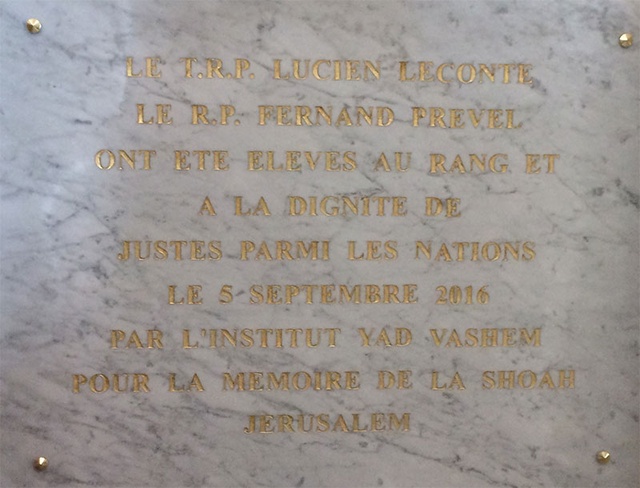 LE T.R.P. LUCIEN LECONTE
LE R.P. FERNAND PREVEL
ONT ETE ELEVES AU RANG ET
A LA DIGNITE DE
JUSTES PARMI LES NATIONS
LE 5 SEPTEMBRE 2016
PAR L'INSTITUT YAD VASHEM
POUR LA MEMOIRE DE LA SHOAH
JERUSALEM